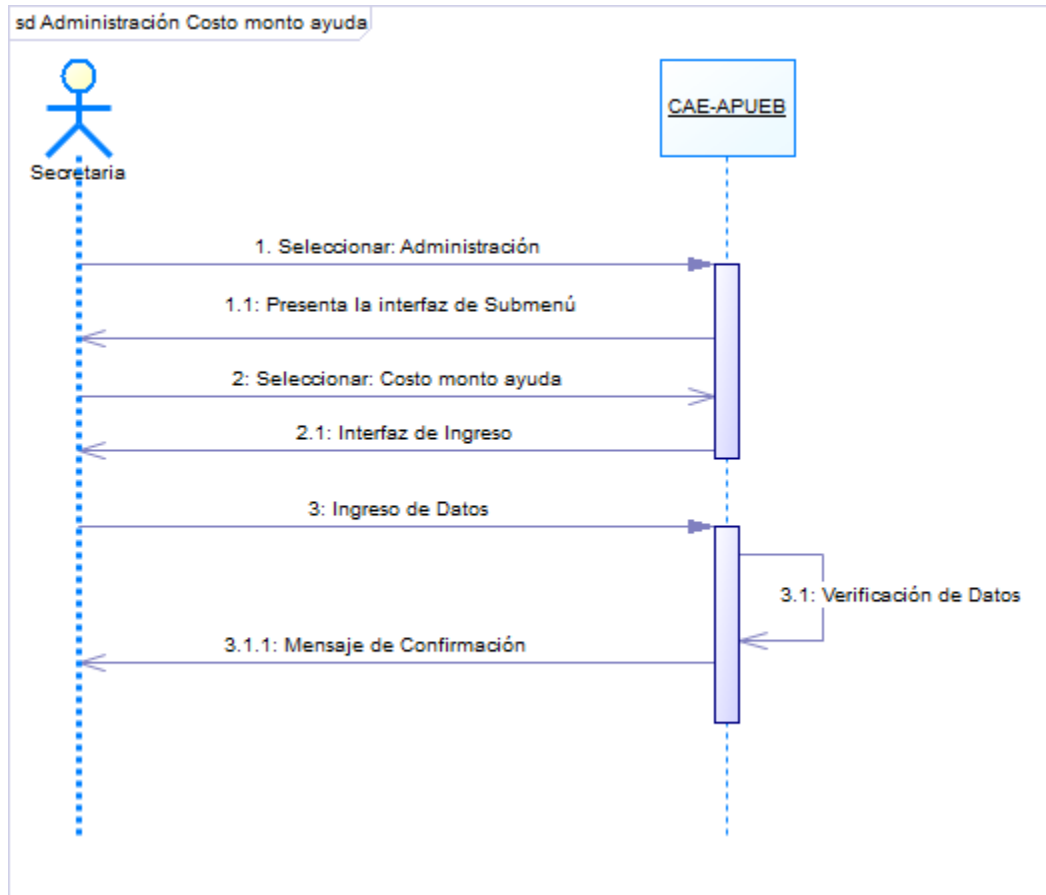 sd Administración Costo monto ayuda
Secretaria
CAE-APUEB
1. Seleccionar: Administración
1.1: Presenta la interfaz de Submenú
2: Seleccionar: Costo monto ayuda
2.1: Interfaz de Ingreso
3: Ingreso de Datos
3.1: Verificación de Datos
3.1.1: Mensaje de Confirmación